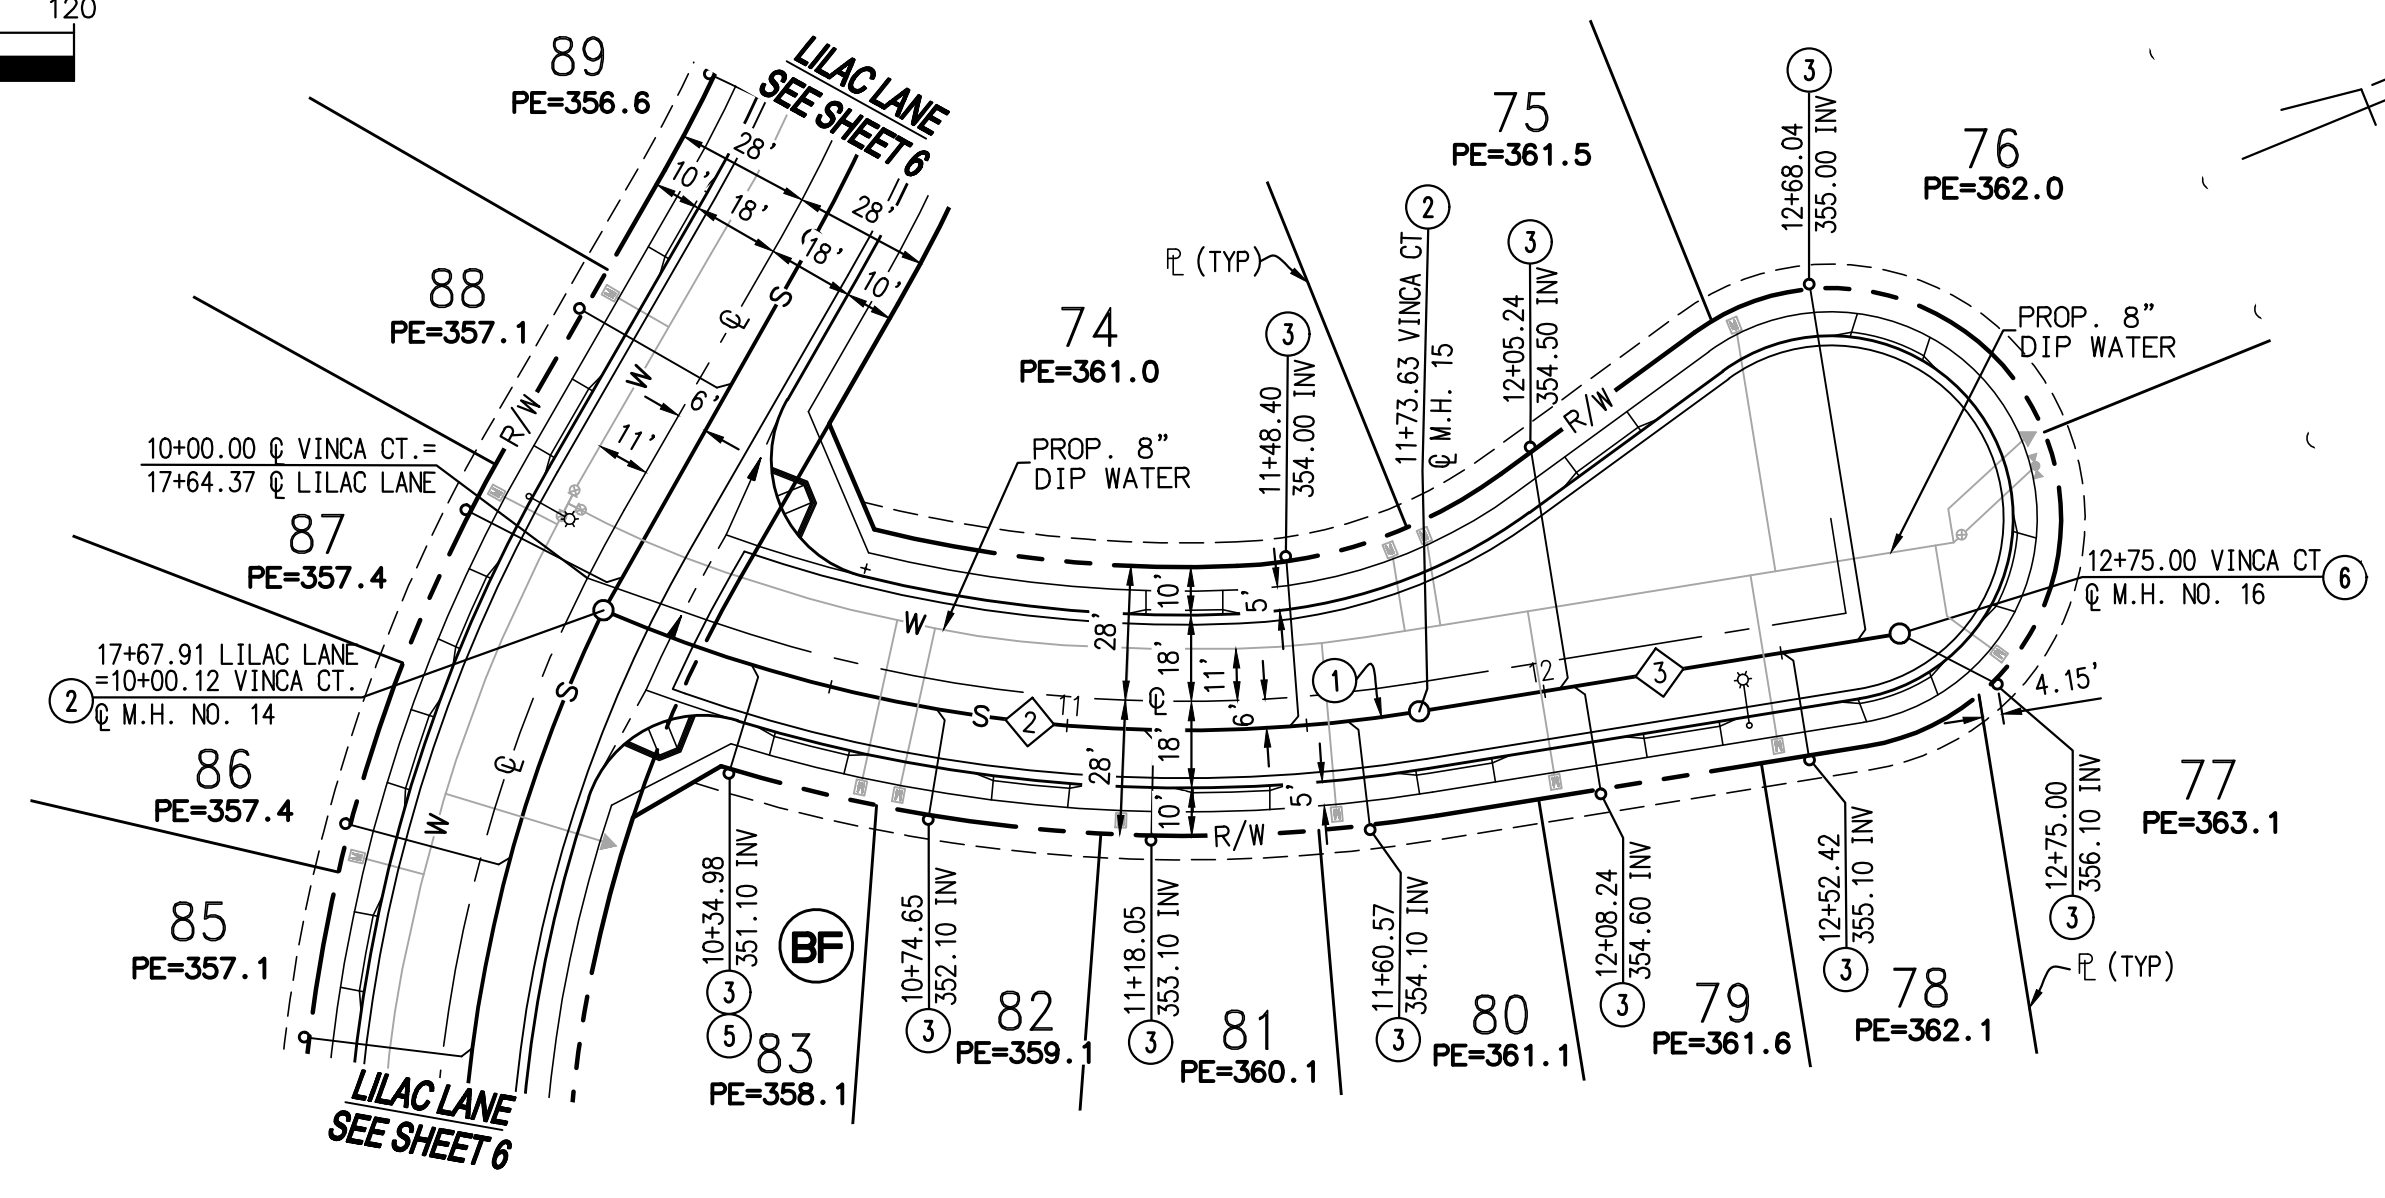 120
89
PE=356.6
LILAC LANE
SEE SHEET 6
28'
10'
18'
28'
18'
10'
75
PE=361.5
3
12+68.04
355.00 INV
76
PE=362.0
88
PE=357.1
74
PE=361.0
℄
S
W
R/W
6'
11'
PL (TYP)
3
11+48.40
354.00 INV
2
11+73.63 VINCA CT
℄ M.H. 15
3
12+05.24
354.50 INV
R/W
PROP. 8"
DIP WATER
PROP. 8"
DIP WATER
10+00.00 ℄ VINCA CT.=
17+64.37 ℄ LILAC LANE
87
PE=357.4
17+67.91 LILAC LANE
=10+00.12 VINCA CT.
℄ M.H. NO. 14
2
12+75.00 VINCA CT
℄ M.H. NO. 16
6
W
S
2
11
℄
28'
10'
5'
18'
11'
6'
28'
18'
10'
5'
1
12
3
4.15'
S
℄
W
R/W
86
PE=357.4
77
PE=363.1
85
PE=357.1
10+34.98
351.10 INV
3
5
BF
83
PE=358.1
10+74.65
352.10 INV
3
82
PE=359.1
11+18.05
353.10 INV
3
81
PE=360.1
11+60.57
354.10 INV
3
80
PE=361.1
12+08.24
354.60 INV
3
79
PE=361.6
12+52.42
355.10 INV
3
78
PE=362.1
12+75.00
356.10 INV
3
PL (TYP)
LILAC LANE
SEE SHEET 6